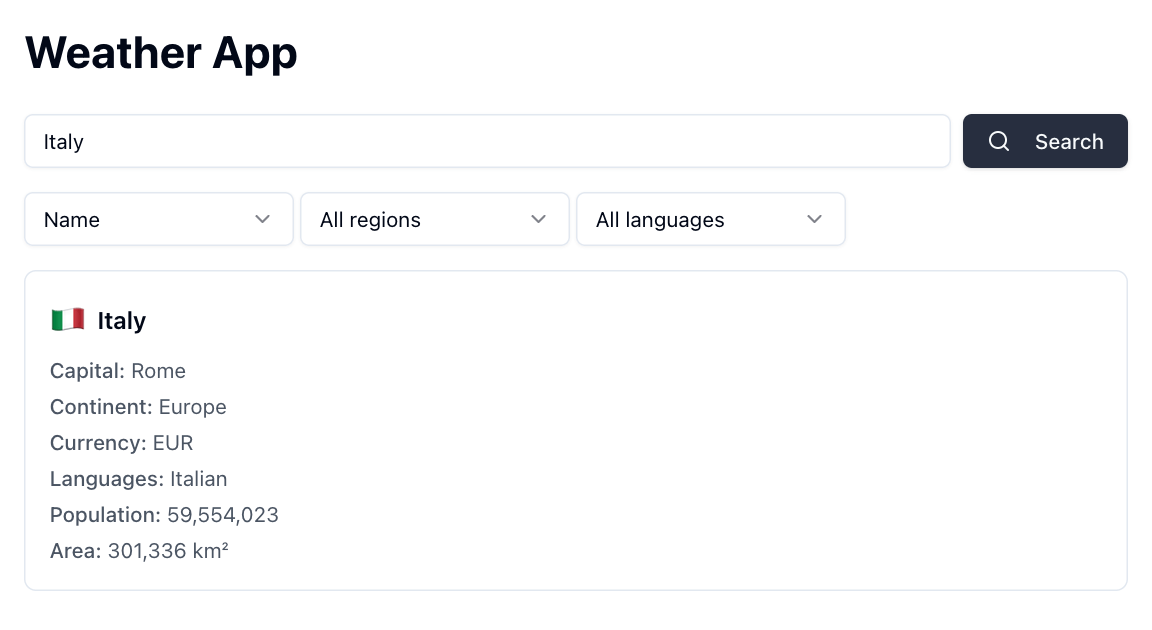 Weather App
Italy
Search
Name
All regions
All languages
Italy
Capital: Rome
Continent: Europe
Currency: EUR
Languages: Italian
Population: 59,554,023
Area: 301,336 km²